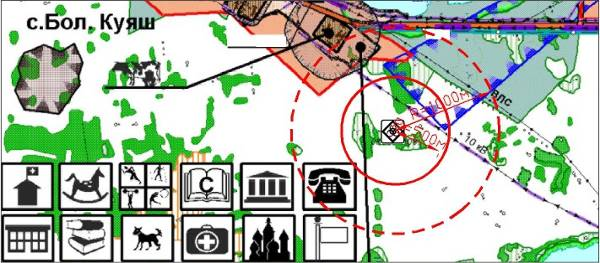 с.Бол. Куяш
R=1000м
R=500м
ВЛС
10 кВ
С